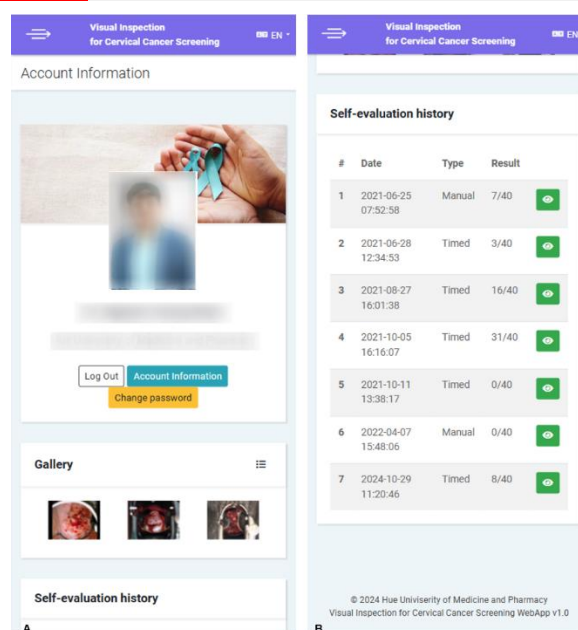 Visual Inspection
for Cervical Cancer Screening
EN
Account Information
Log Out
Account Information
Change password
Gallery
Self-evaluation history
A
Visual Inspection
for Cervical Cancer Screening
EN
Self-evaluation history
# Date Type Result
1 2021-06-25 Manual 7/40
07:52:58
2 2021-06-28 Timed 3/40
12:34:53
3 2021-08-27 Timed 16/40
16:01:38
4 2021-10-05 Timed 31/40
16:16:07
5 2021-10-11 Timed 0/40
13:38:17
6 2022-04-07 Manual 0/40
15:48:06
7 2024-10-29 Timed 8/40
11:20:46
© 2024 Hue Univiserity of Medicine and Pharmacy
Visual Inspection for Cervical Cancer Screening WebApp v1.0
B